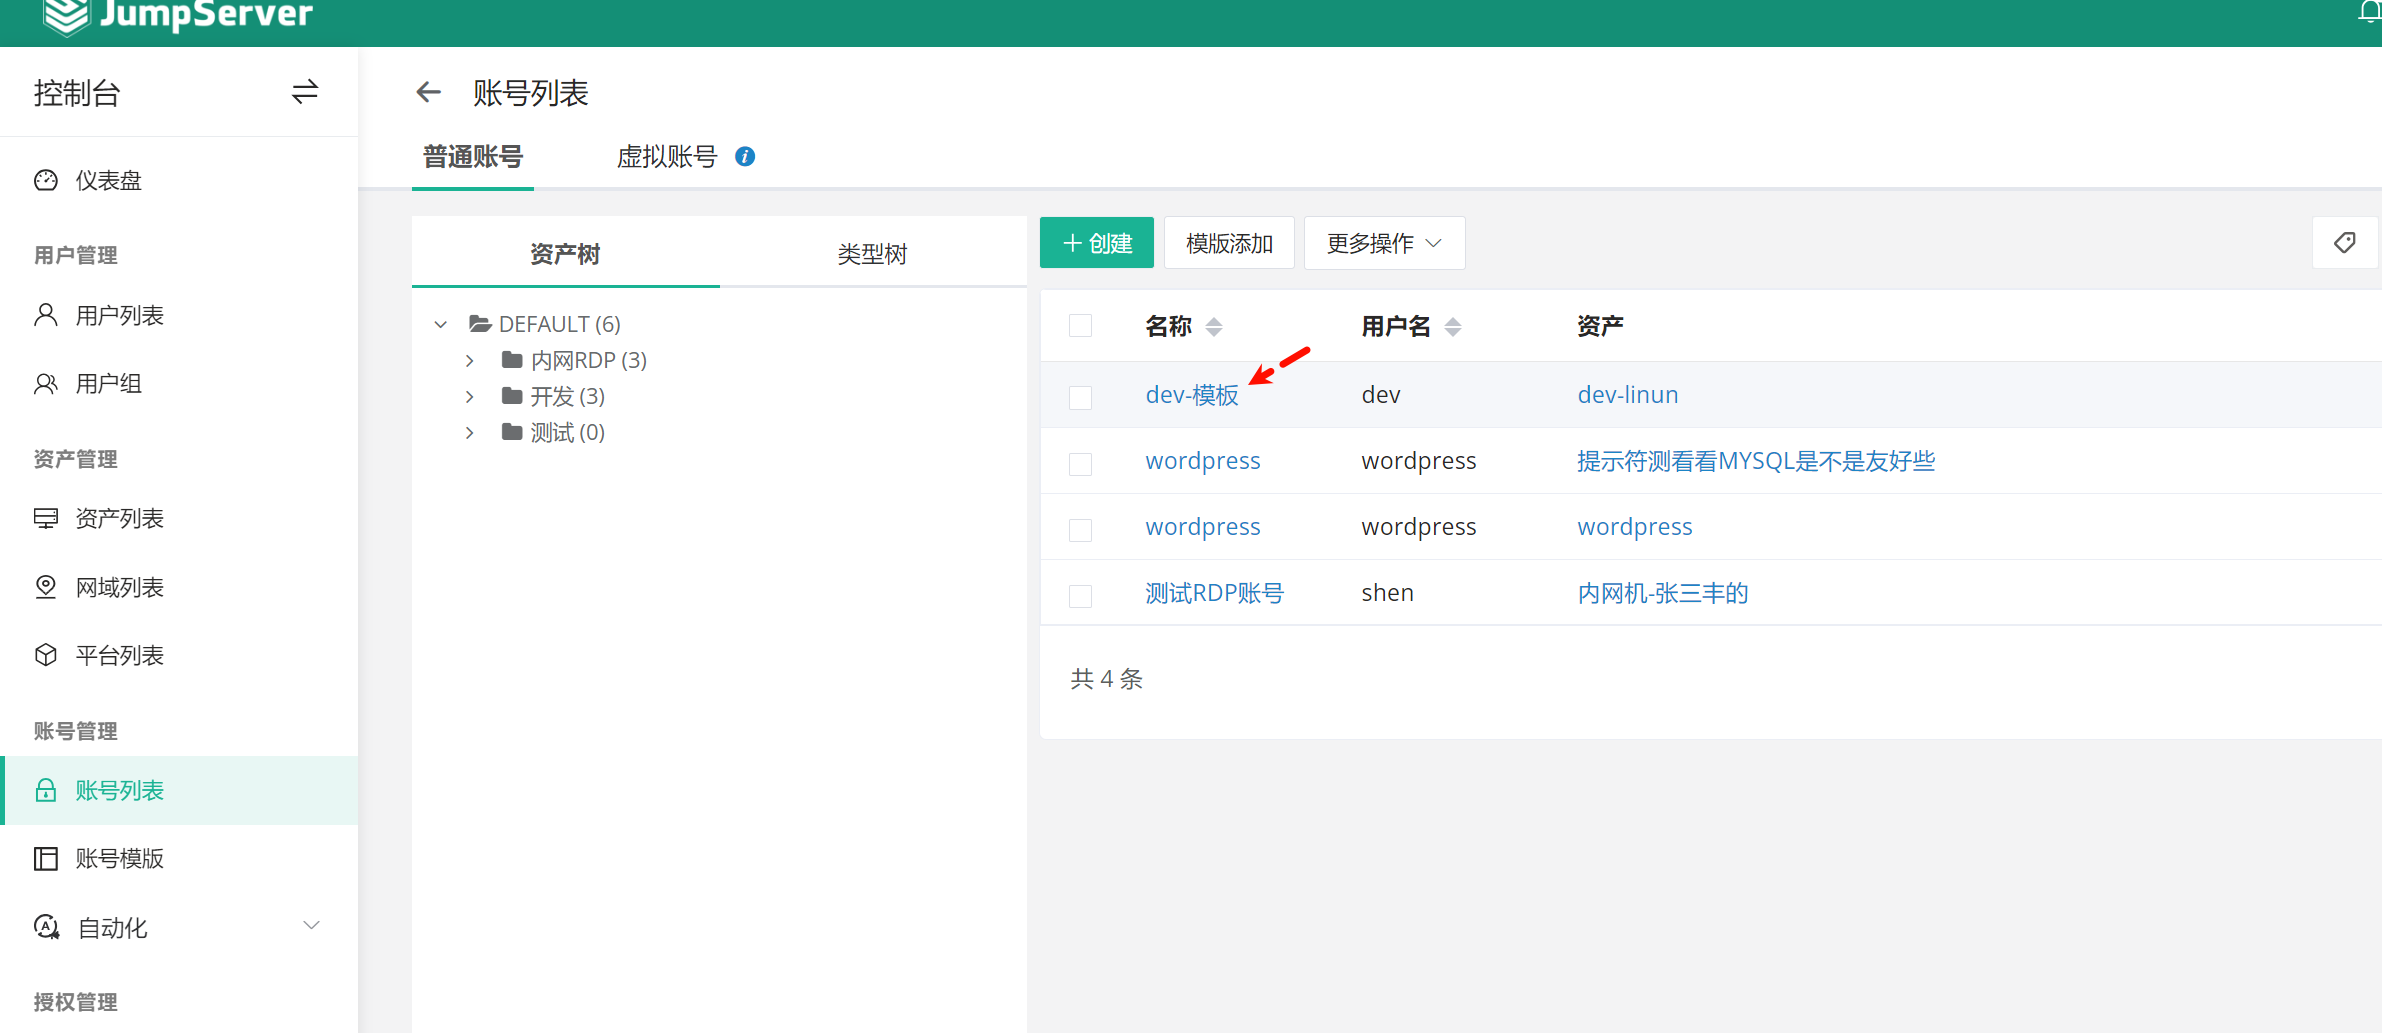 JumpServer
控制台
仪表盘
用户管理
用户列表
用户组
资产管理
资产列表
网域列表
平台列表
账号管理
账号列表
账号模版
自动化
授权管理
账号列表
普通账号 虚拟账号
资产树 类型树
DEFAULT (6)
内网RDP (3)
开发 (3)
测试 (0)
创建 模版添加 更多操作
名称 用户名 资产
dev-模板 dev dev-linun
wordpress wordpress 提示符测看看MYSQL是不是友好些
wordpress wordpress wordpress
测试RDP账号 shen 内网机-张三丰的
共 4 条